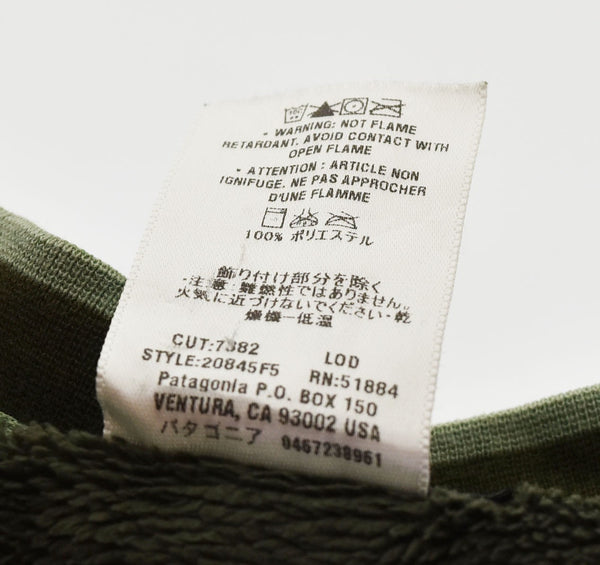 - WARNING: NOT FLAME
RETARDANT. AVOID CONTACT WITH
OPEN FLAME
- ATTENTION : ARTICLE NON
IGNIFUGE. NE PAS APPROCHER
D'UNE FLAMME
100% ポリエステル
飾り付け部分を除く
・注意：難燃性ではありません。
火気に近づけないでください・乾
燥機一低温
CUT:7382 LOD
STYLE:20845F5 RN:51884
Patagonia P.O. BOX 150
VENTURA, CA 93002 USA
パタゴニア 0467238961